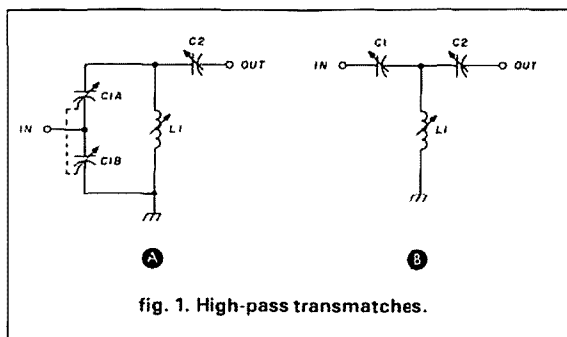 C2
OUT
C1A
IN
L1
C1B
A
C1
C2
IN
OUT
L1
B
fig. 1. High-pass transmatches.